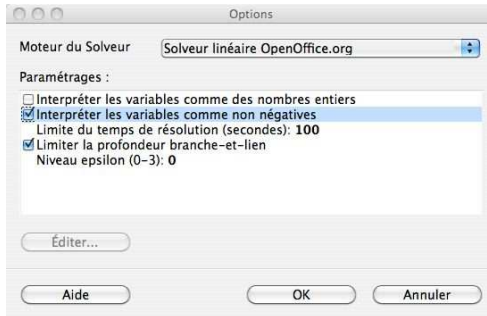 Options
Moteur du Solveur Solveur linéaire OpenOffice.org
Paramétrages :
Interpréter les variables comme des nombres entiers
Interpréter les variables comme non négatives
Limite du temps de résolution (secondes): 100
Limiter la profondeur branche-et-lien
Niveau epsilon (0-3): 0
Éditer...
Aide OK Annuler